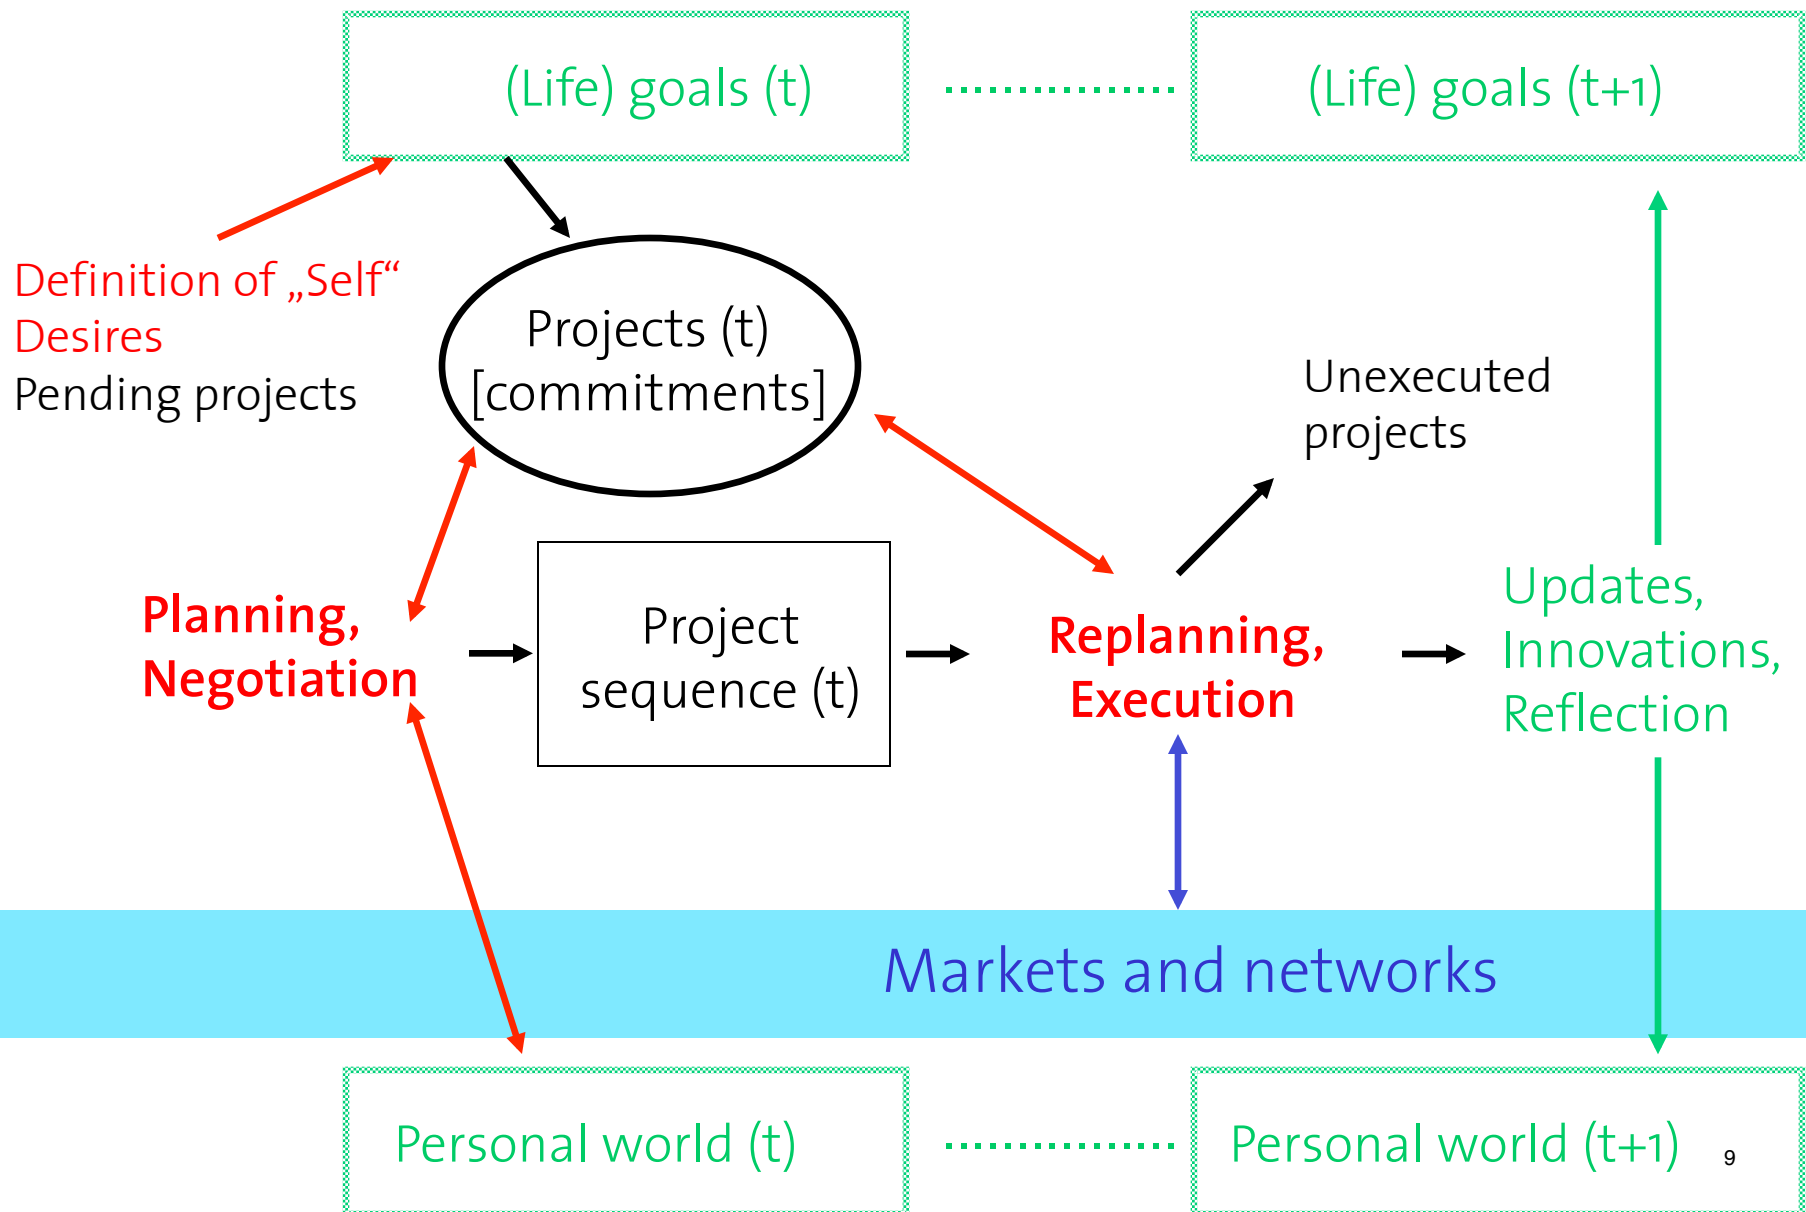 (Life) goals (t)
(Life) goals (t+1)
Definition of „Self“
Desires
Pending projects
Projects (t)
[commitments]
Unexecuted
projects
Planning,
Negotiation
Project
sequence (t)
Replanning,
Execution
Updates,
Innovations,
Reflection
Markets and networks
Personal world (t)
Personal world (t+1)
9